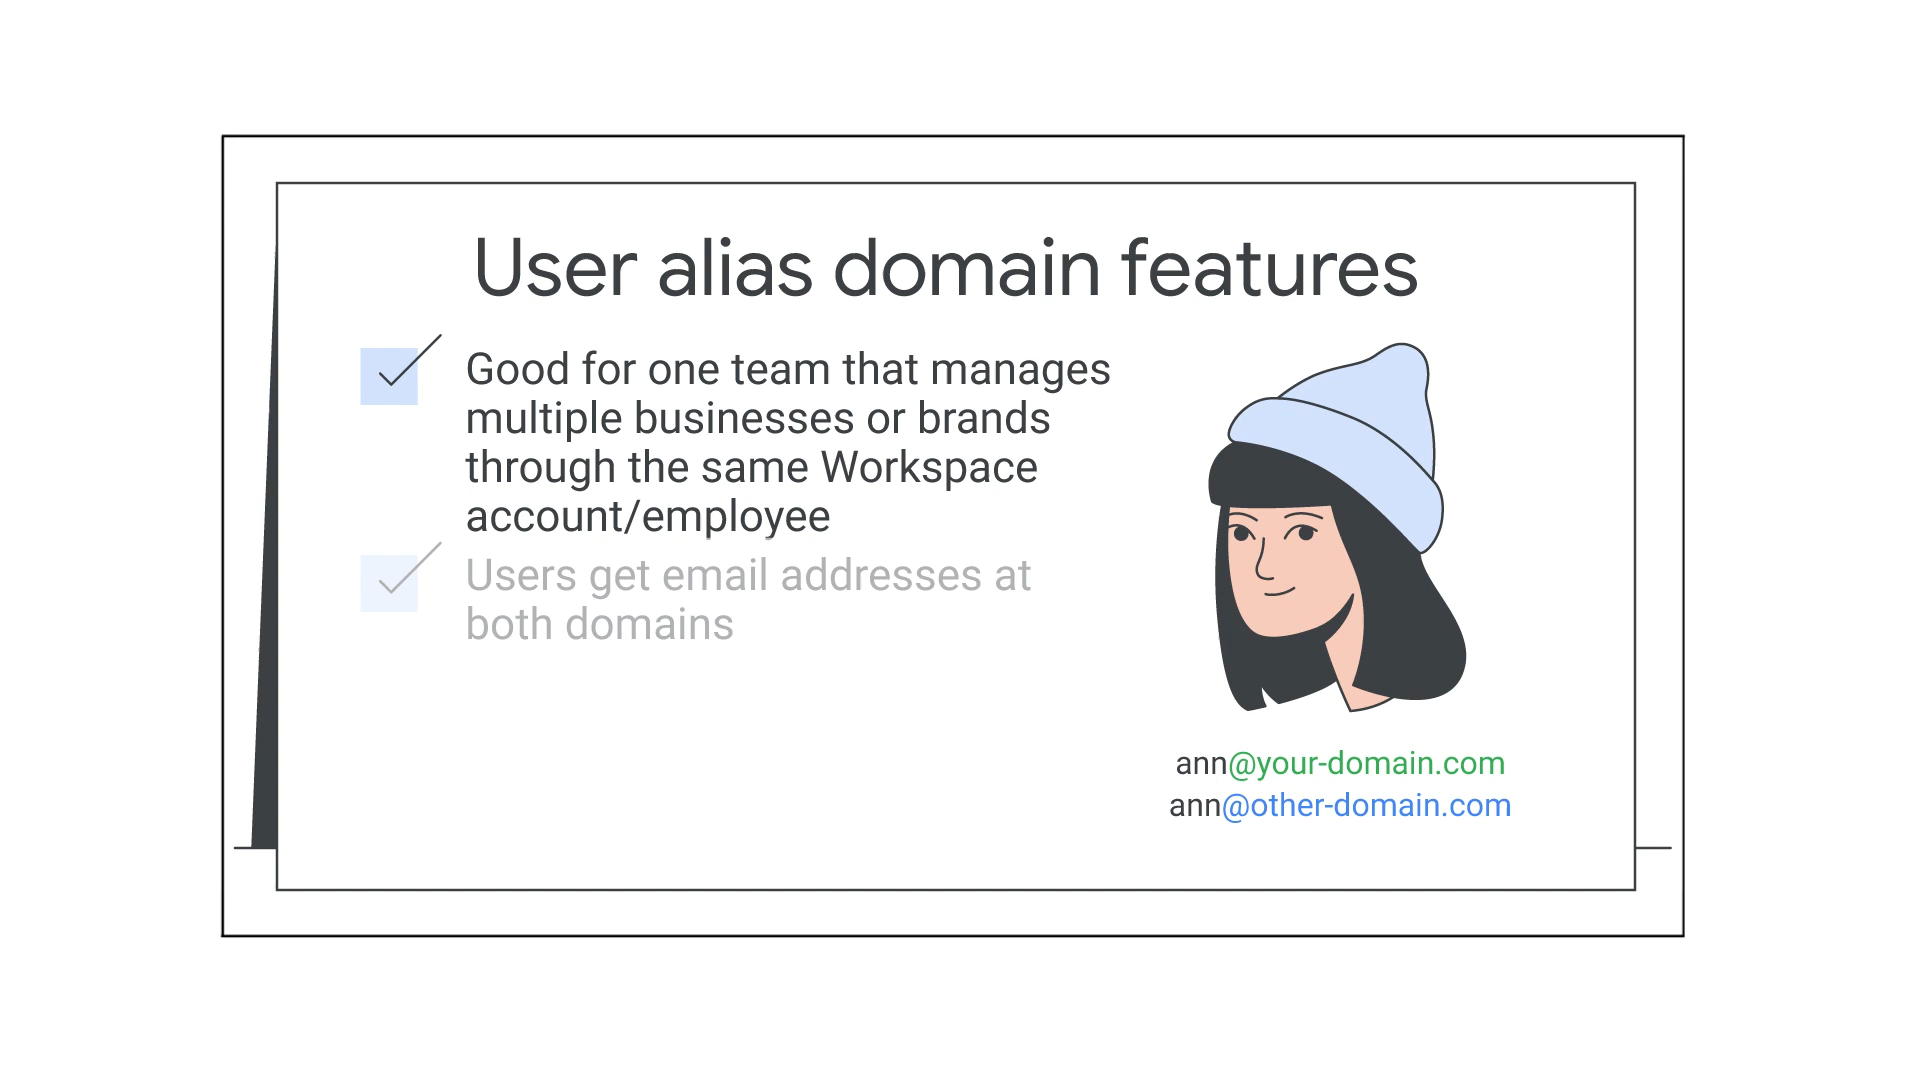 User alias domain features
Good for one team that manages
multiple businesses or brands
through the same Workspace
account/employee
Users get email addresses at
both domains
ann@your-domain.com
ann@other-domain.com